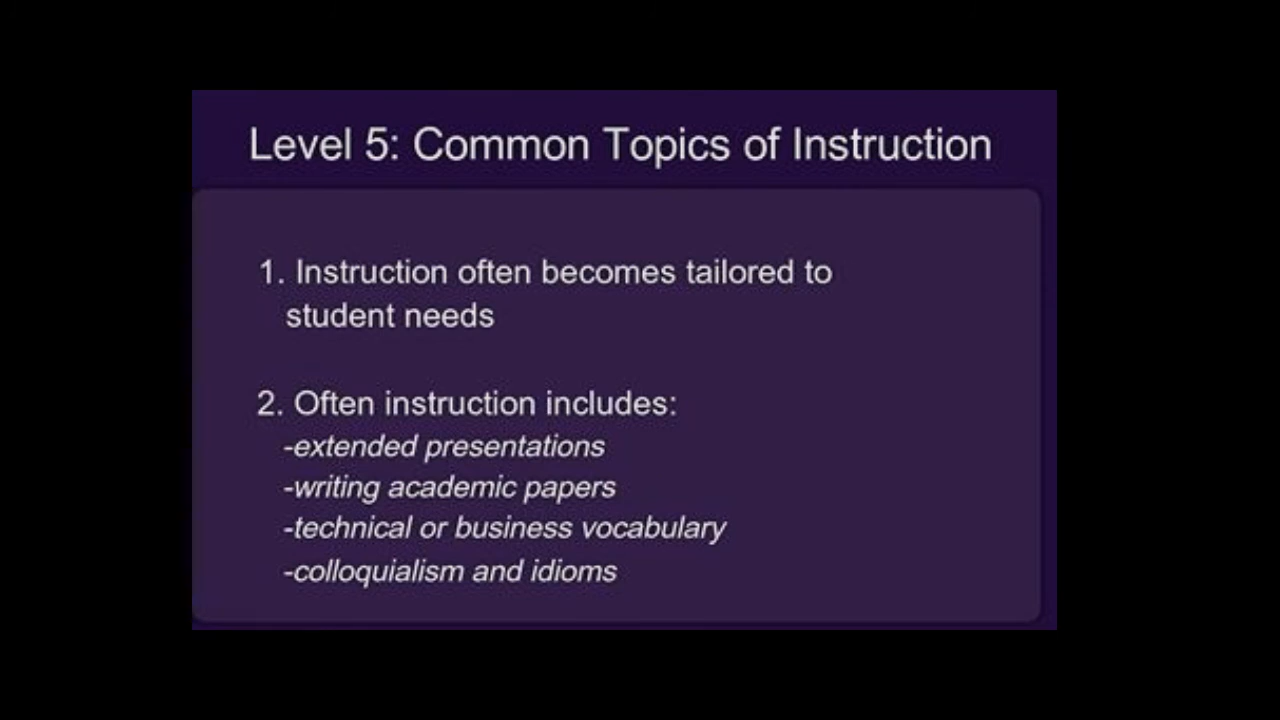 Level 5: Common Topics of Instruction
1. Instruction often becomes tailored to
student needs
2. Often instruction includes:
-extended presentations
-writing academic papers
-technical or business vocabulary
-colloquialism and idioms